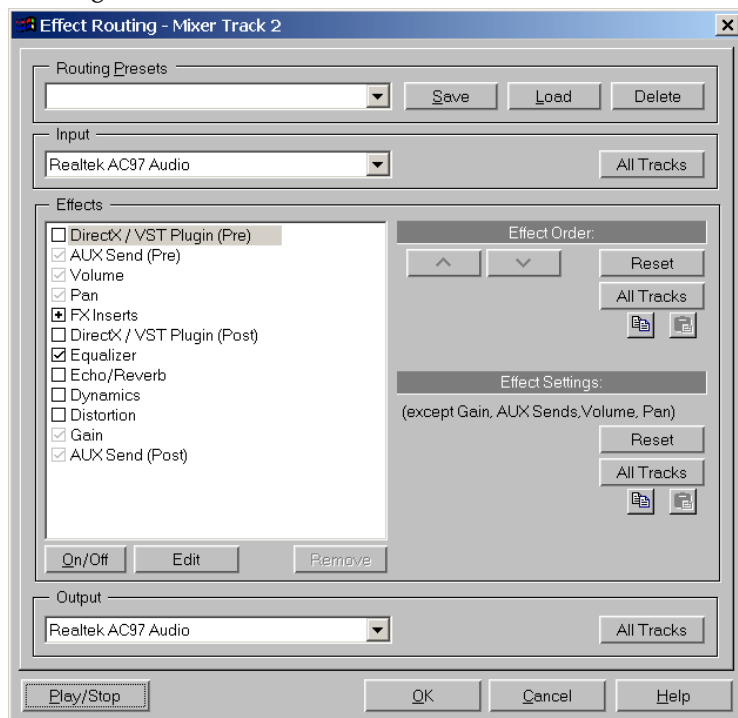 Effect Routing - Mixer Track 2
Routing Presets
Save Load Delete
Input
Realtek AC97 Audio All Tracks
Effects
DirectX / VST Plugin (Pre)
AUX Send (Pre)
Volume
Pan
FX Inserts
DirectX / VST Plugin (Post)
Equalizer
Echo/Reverb
Dynamics
Distortion
Gain
AUX Send (Post)
On/Off Edit Remove
Effect Order:
Reset
All Tracks
Effect Settings:
(except Gain, AUX Sends,Volume, Pan)
Reset
All Tracks
Output
Realtek AC97 Audio All Tracks
Play/Stop OK Cancel Help